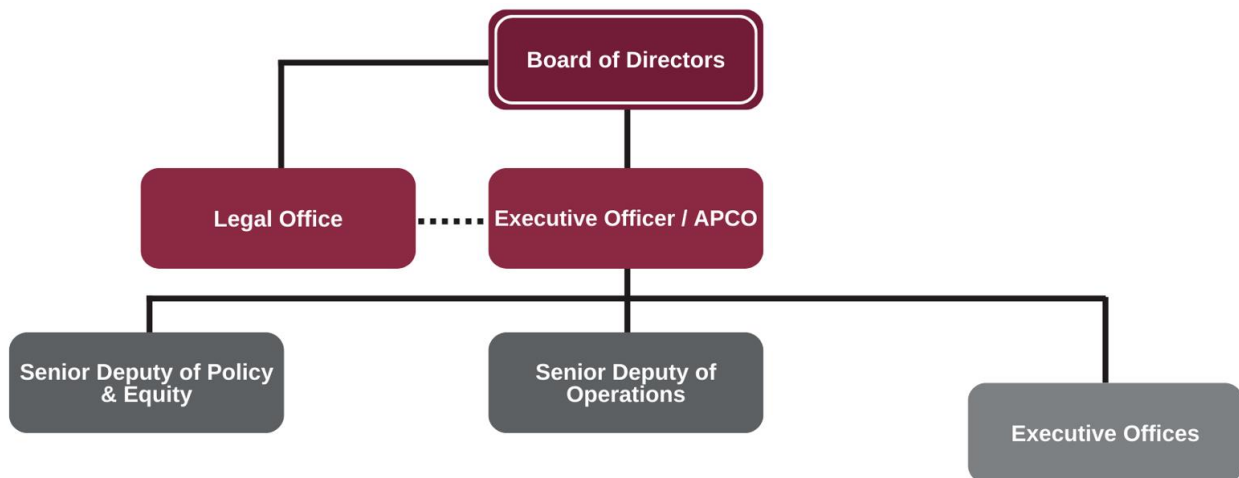 Board of Directors
Legal Office
Executive Officer / APCO
Senior Deputy of Policy
& Equity
Senior Deputy of
Operations
Executive Offices